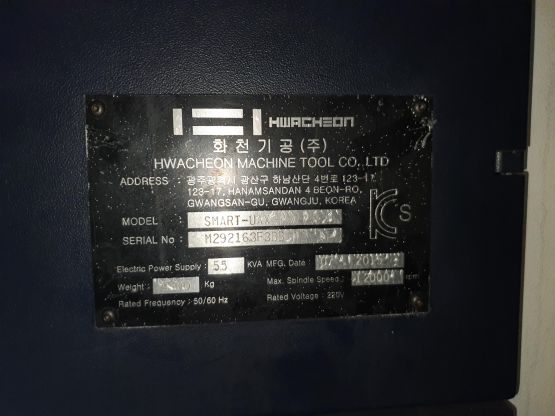 HWACHEON
화천기공(주)
HWACHEON MACHINE TOOL CO., LTD
ADDRESS : 광주광역시 광산구 하남산단 4번로 123-17
123-17, HANAMSANDAN 4 BEON-RO,
GWANGSAN-GU, GWANGJU, KOREA
MODEL SMART-U
SERIAL No
Electric Power Supply : 55 KVA MFG. Date :
Weight : Kg Max. Spindle Speed : 12000 rpm
Rated Frequency : 50/60 Hz Rated Voltage : 220V
KCs